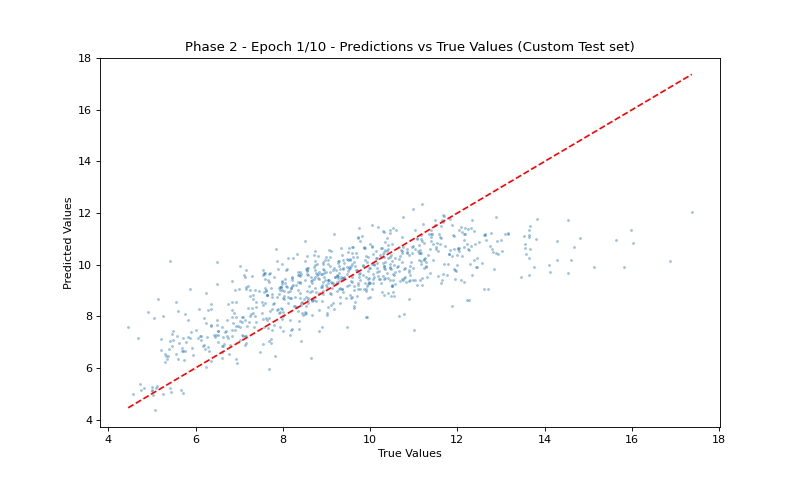 Phase 2 - Epoch 1/10 - Predictions vs True Values (Custom Test set)
Predicted Values
18
16
14
12
10
8
6
4
4 6 8 10 12 14 16 18
True Values